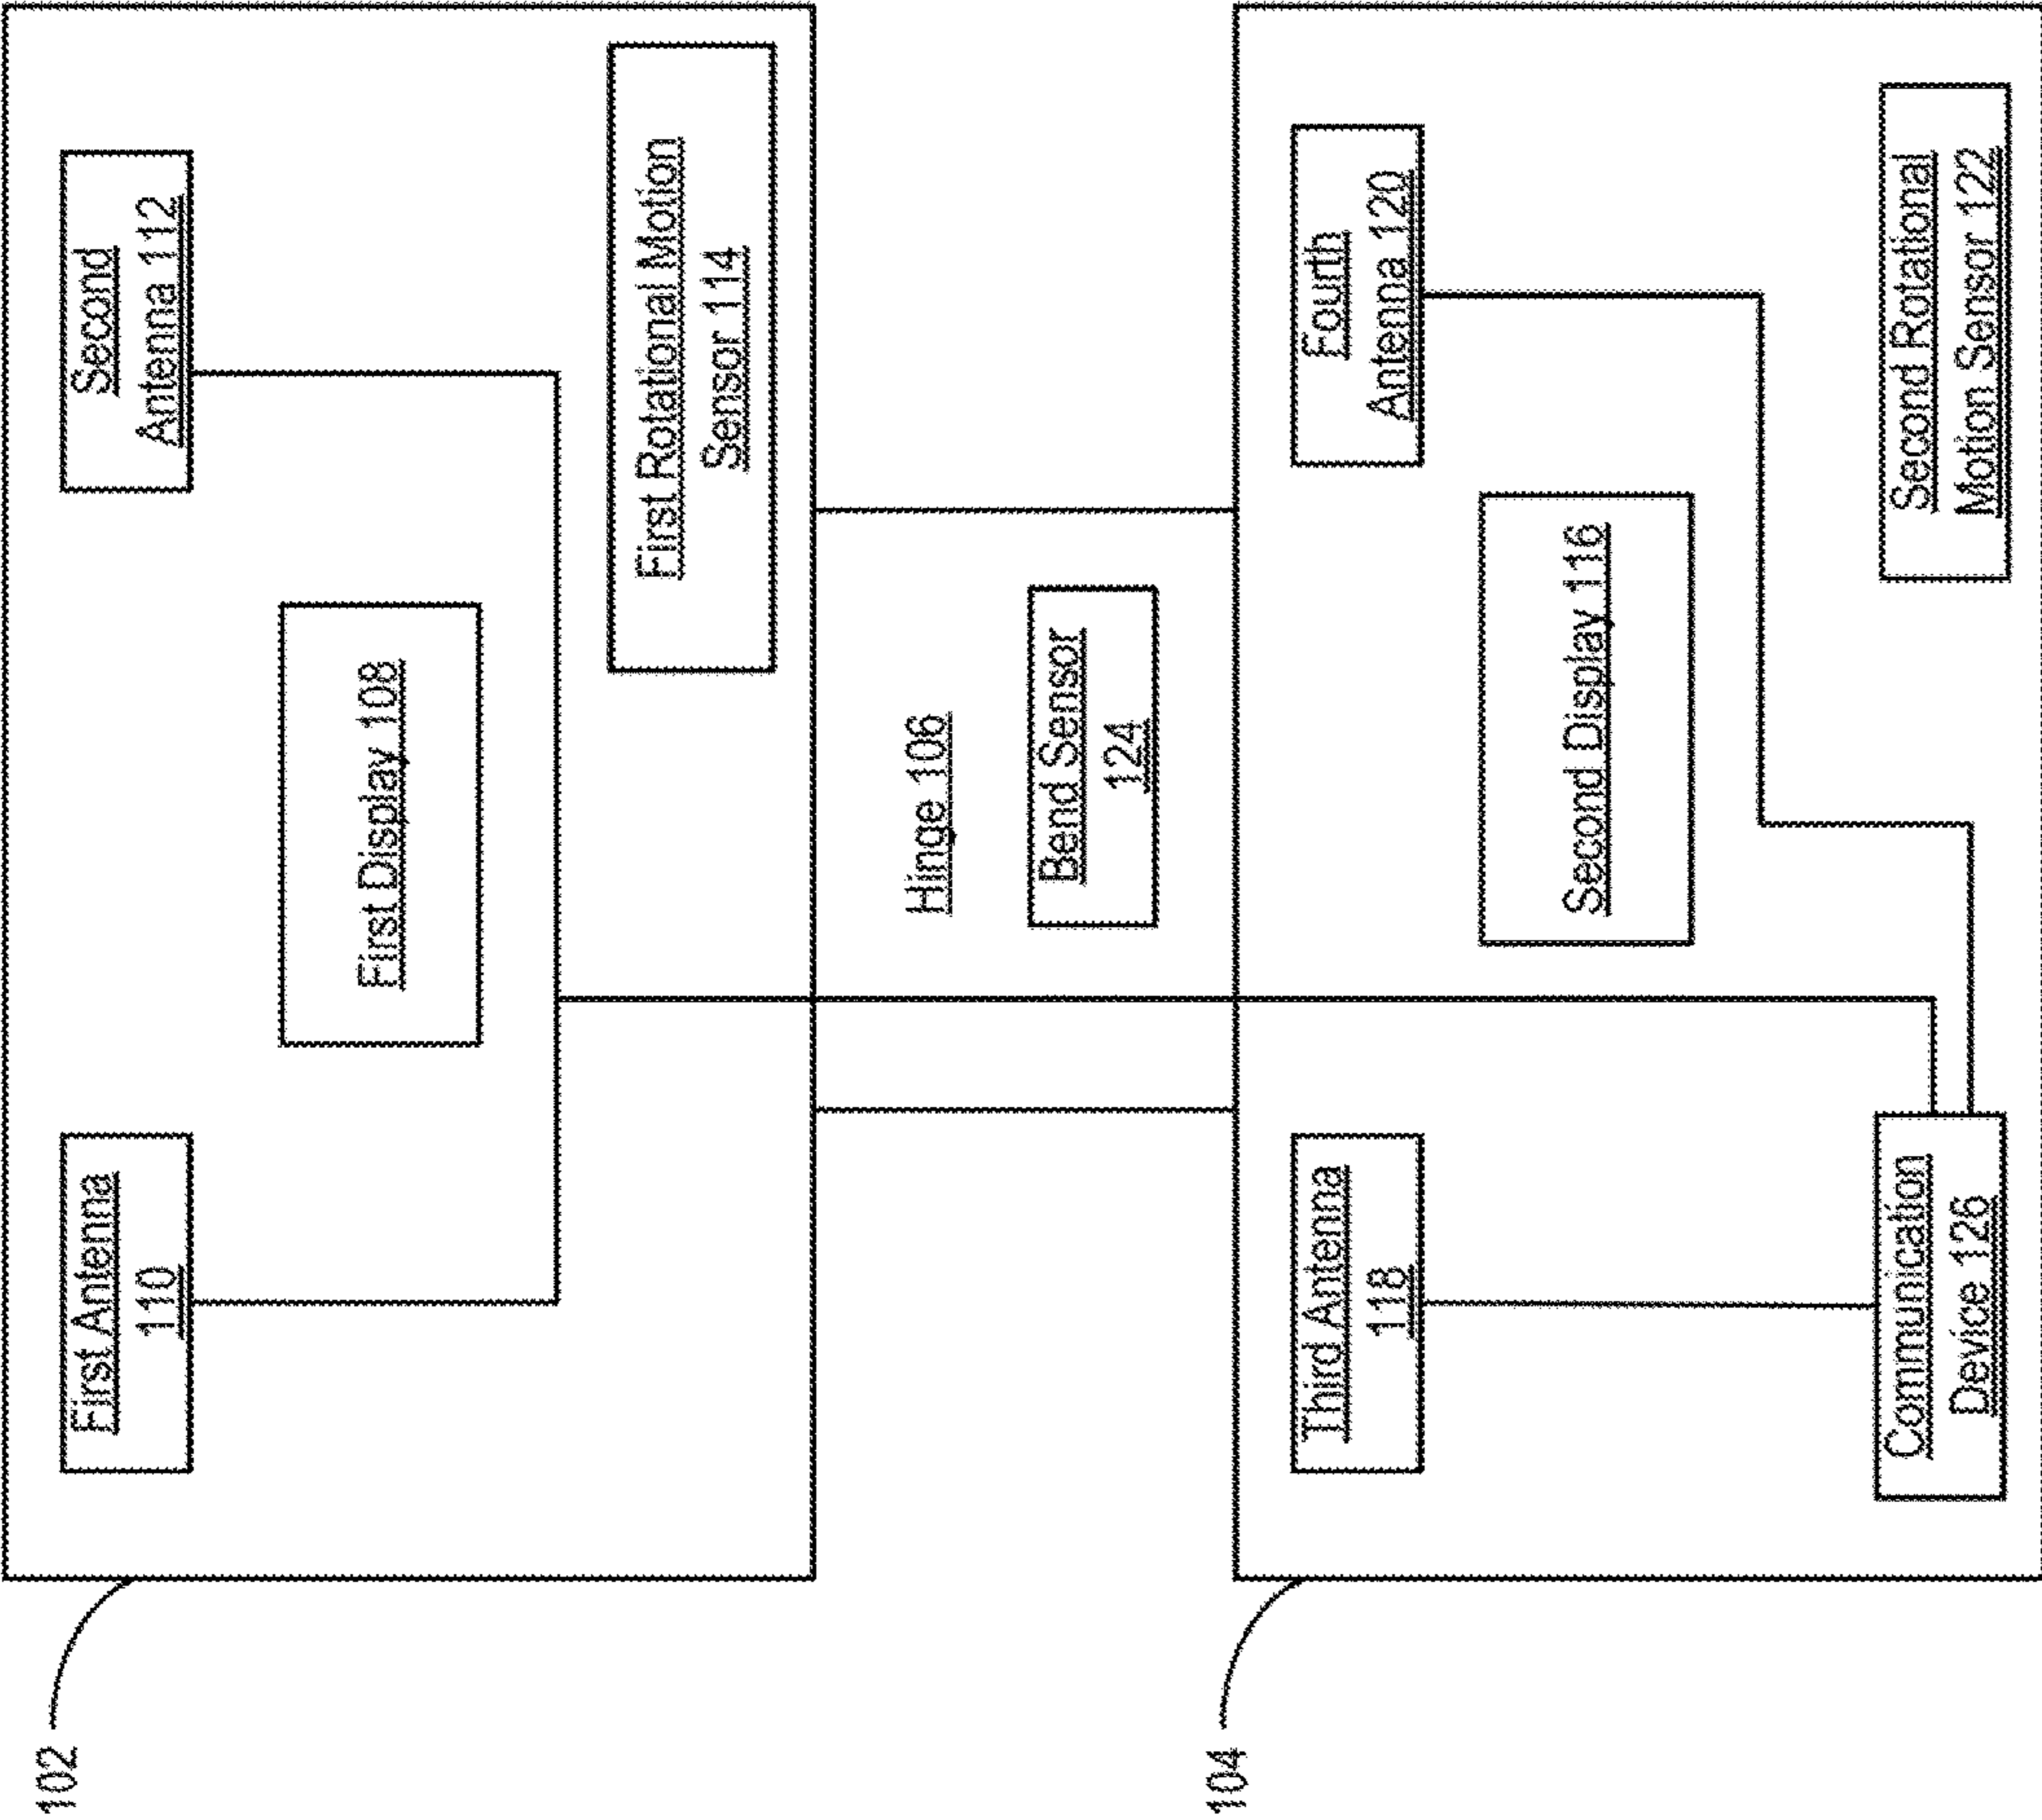 102
First Antenna
110
First Display 108
Second
Antenna 112
First Rotational Motion
Sensor 114
Hinge 106
Bend Sensor
124
104
Third Antenna
118
Communication
Device 126
Second Display 116
Fourth
Antenna 120
Second Rotational
Motion Sensor 122